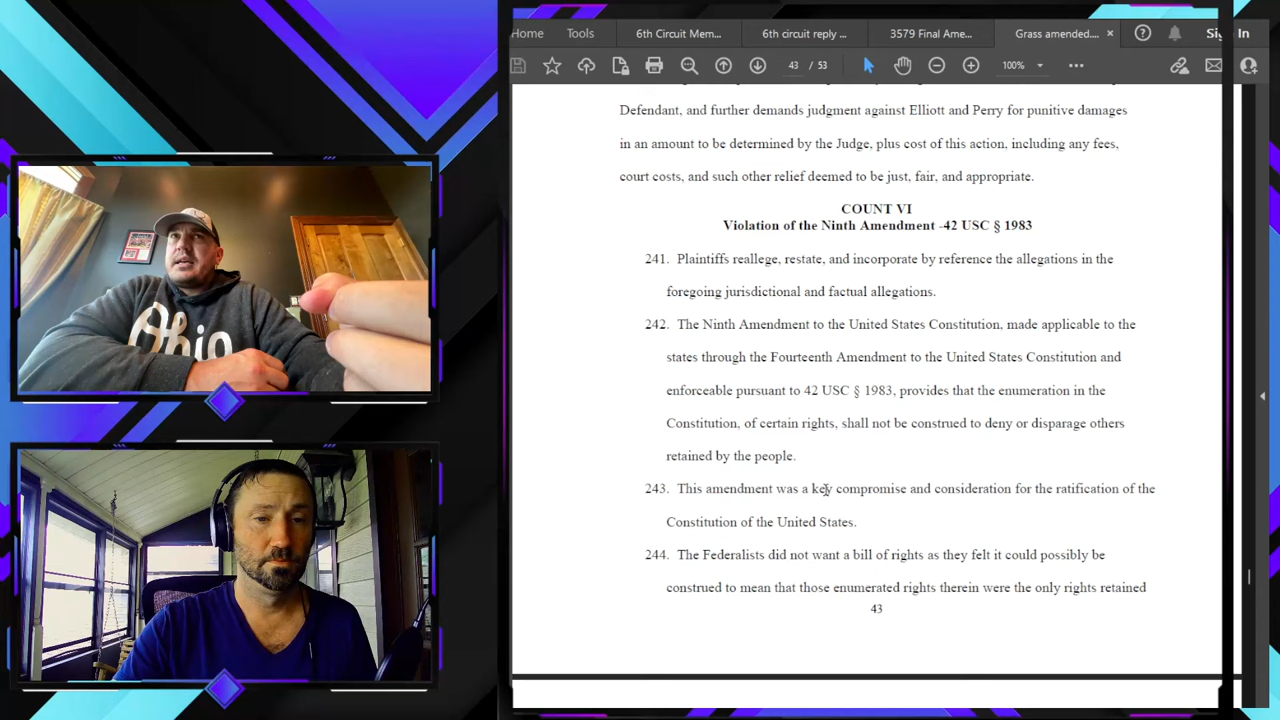 Home Tools 6th Circuit Mem... 6th circuit reply ... 3579 Final Ame... Grass amended.... × Sign In
43 / 53 100%
Defendant, and further demands judgment against Elliott and Perry for punitive damages
in an amount to be determined by the Judge, plus cost of this action, including any fees,
court costs, and such other relief deemed to be just, fair, and appropriate.
COUNT VI
Violation of the Ninth Amendment -42 USC § 1983
241. Plaintiffs reallege, restate, and incorporate by reference the allegations in the
foregoing jurisdictional and factual allegations.
242. The Ninth Amendment to the United States Constitution, made applicable to the
states through the Fourteenth Amendment to the United States Constitution and
enforceable pursuant to 42 USC § 1983, provides that the enumeration in the
Constitution, of certain rights, shall not be construed to deny or disparage others
retained by the people.
243. This amendment was a key compromise and consideration for the ratification of the
Constitution of the United States.
244. The Federalists did not want a bill of rights as they felt it could possibly be
construed to mean that those enumerated rights therein were the only rights retained
43
Ohio